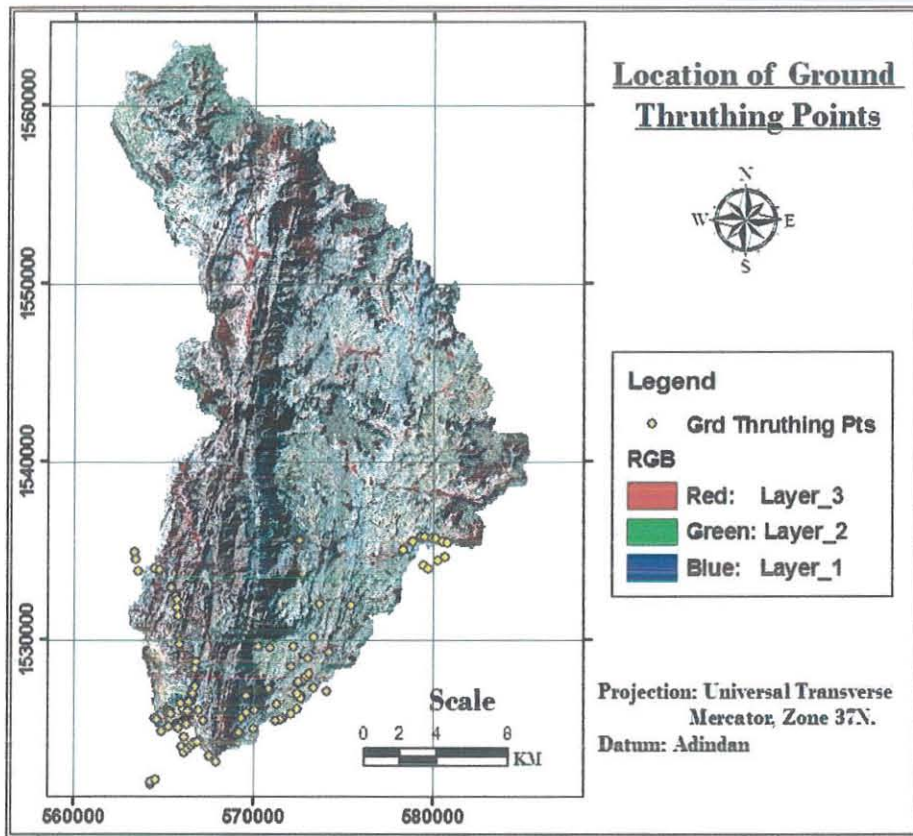 Location of Ground
Thruthing Points
N
W E
S
1560000
1550000
1540000
1530000
560000 570000 580000
Legend
Grd Thruthing Pts
RGB
Red: Layer_3
Green: Layer_2
Blue: Layer_1
Scale
0 2 4 8
KM
Projection: Universal Transverse
Mercator, Zone 37N.
Datum: Adindan